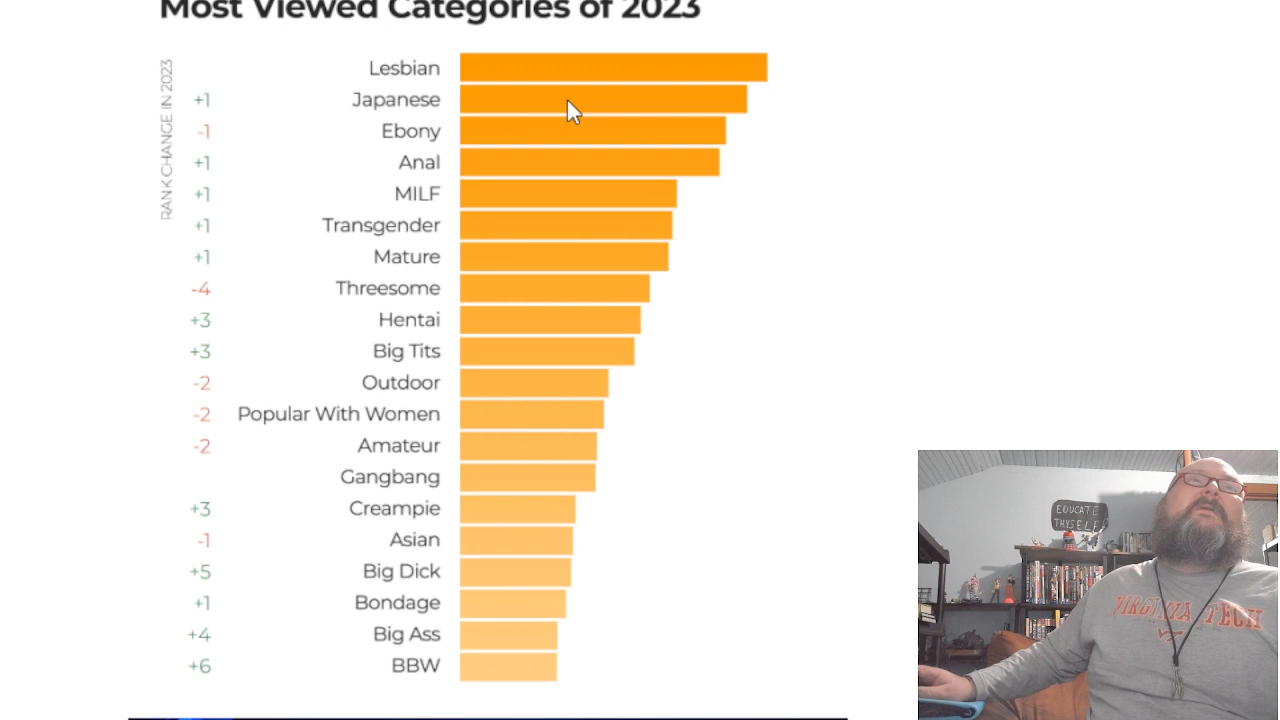 Most Viewed Categories of 2023
RANK CHANGE IN 2023
Lesbian
+1 Japanese
-1 Ebony
+1 Anal
+1 MILF
+1 Transgender
+1 Mature
-4 Threesome
+3 Hentai
+3 Big Tits
-2 Outdoor
-2 Popular With Women
-2 Amateur
Gangbang
+3 Creampie
-1 Asian
+5 Big Dick
+1 Bondage
+4 Big Ass
+6 BBW
EDUCATE
THYSELF
VIRGINIA TECH
VT